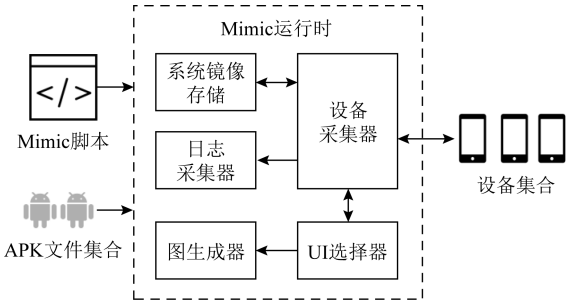 Mimic运行时
系统镜像
存储
设备
采集器
</>
Mimic脚本
日志
采集器
设备集合
APK文件集合
图生成器
UI选择器